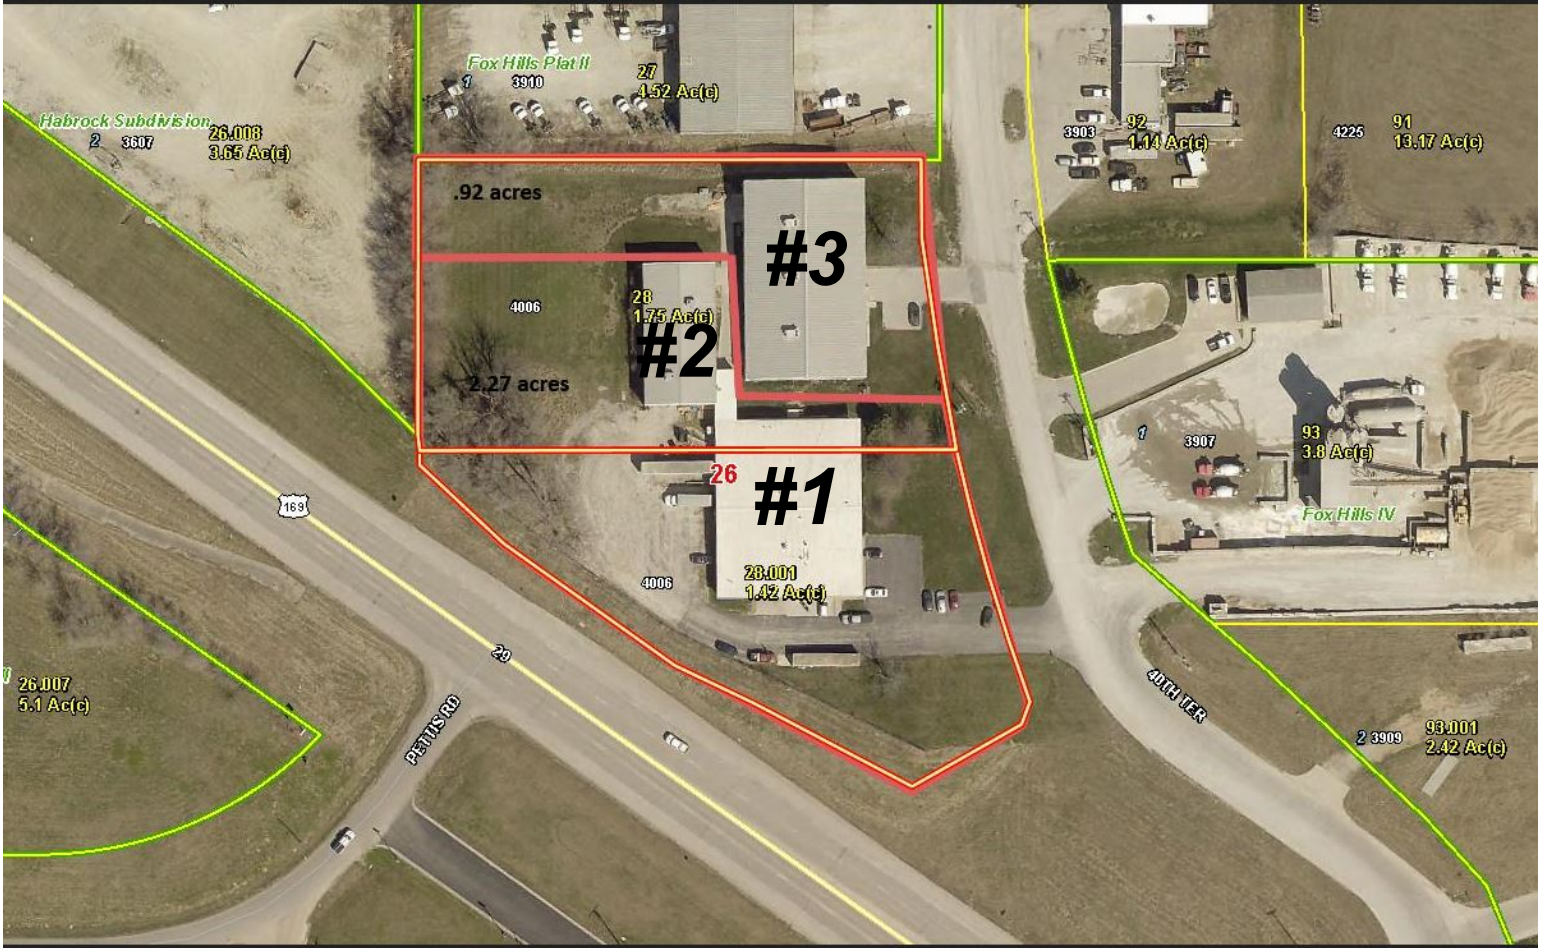 Fox Hills Plat II
1
3910
27
4.52 Ac(c)
Habrock Subdivision
2
3607
26.008
3.65 Ac(c)
3903
92
1.14 Ac(c)
4225
91
13.17 Ac(c)
.92 acres
#3
4006
28
1.75 Ac(c)
#2
2.27 acres
26
#1
1
3907
93
3.8 Ac(c)
Fox Hills IV
169
4006
28.001
1.42 Ac(c)
29
26.007
5.1 Ac(c)
PETTIS RD
40TH TER
2
3909
93.001
2.42 Ac(c)